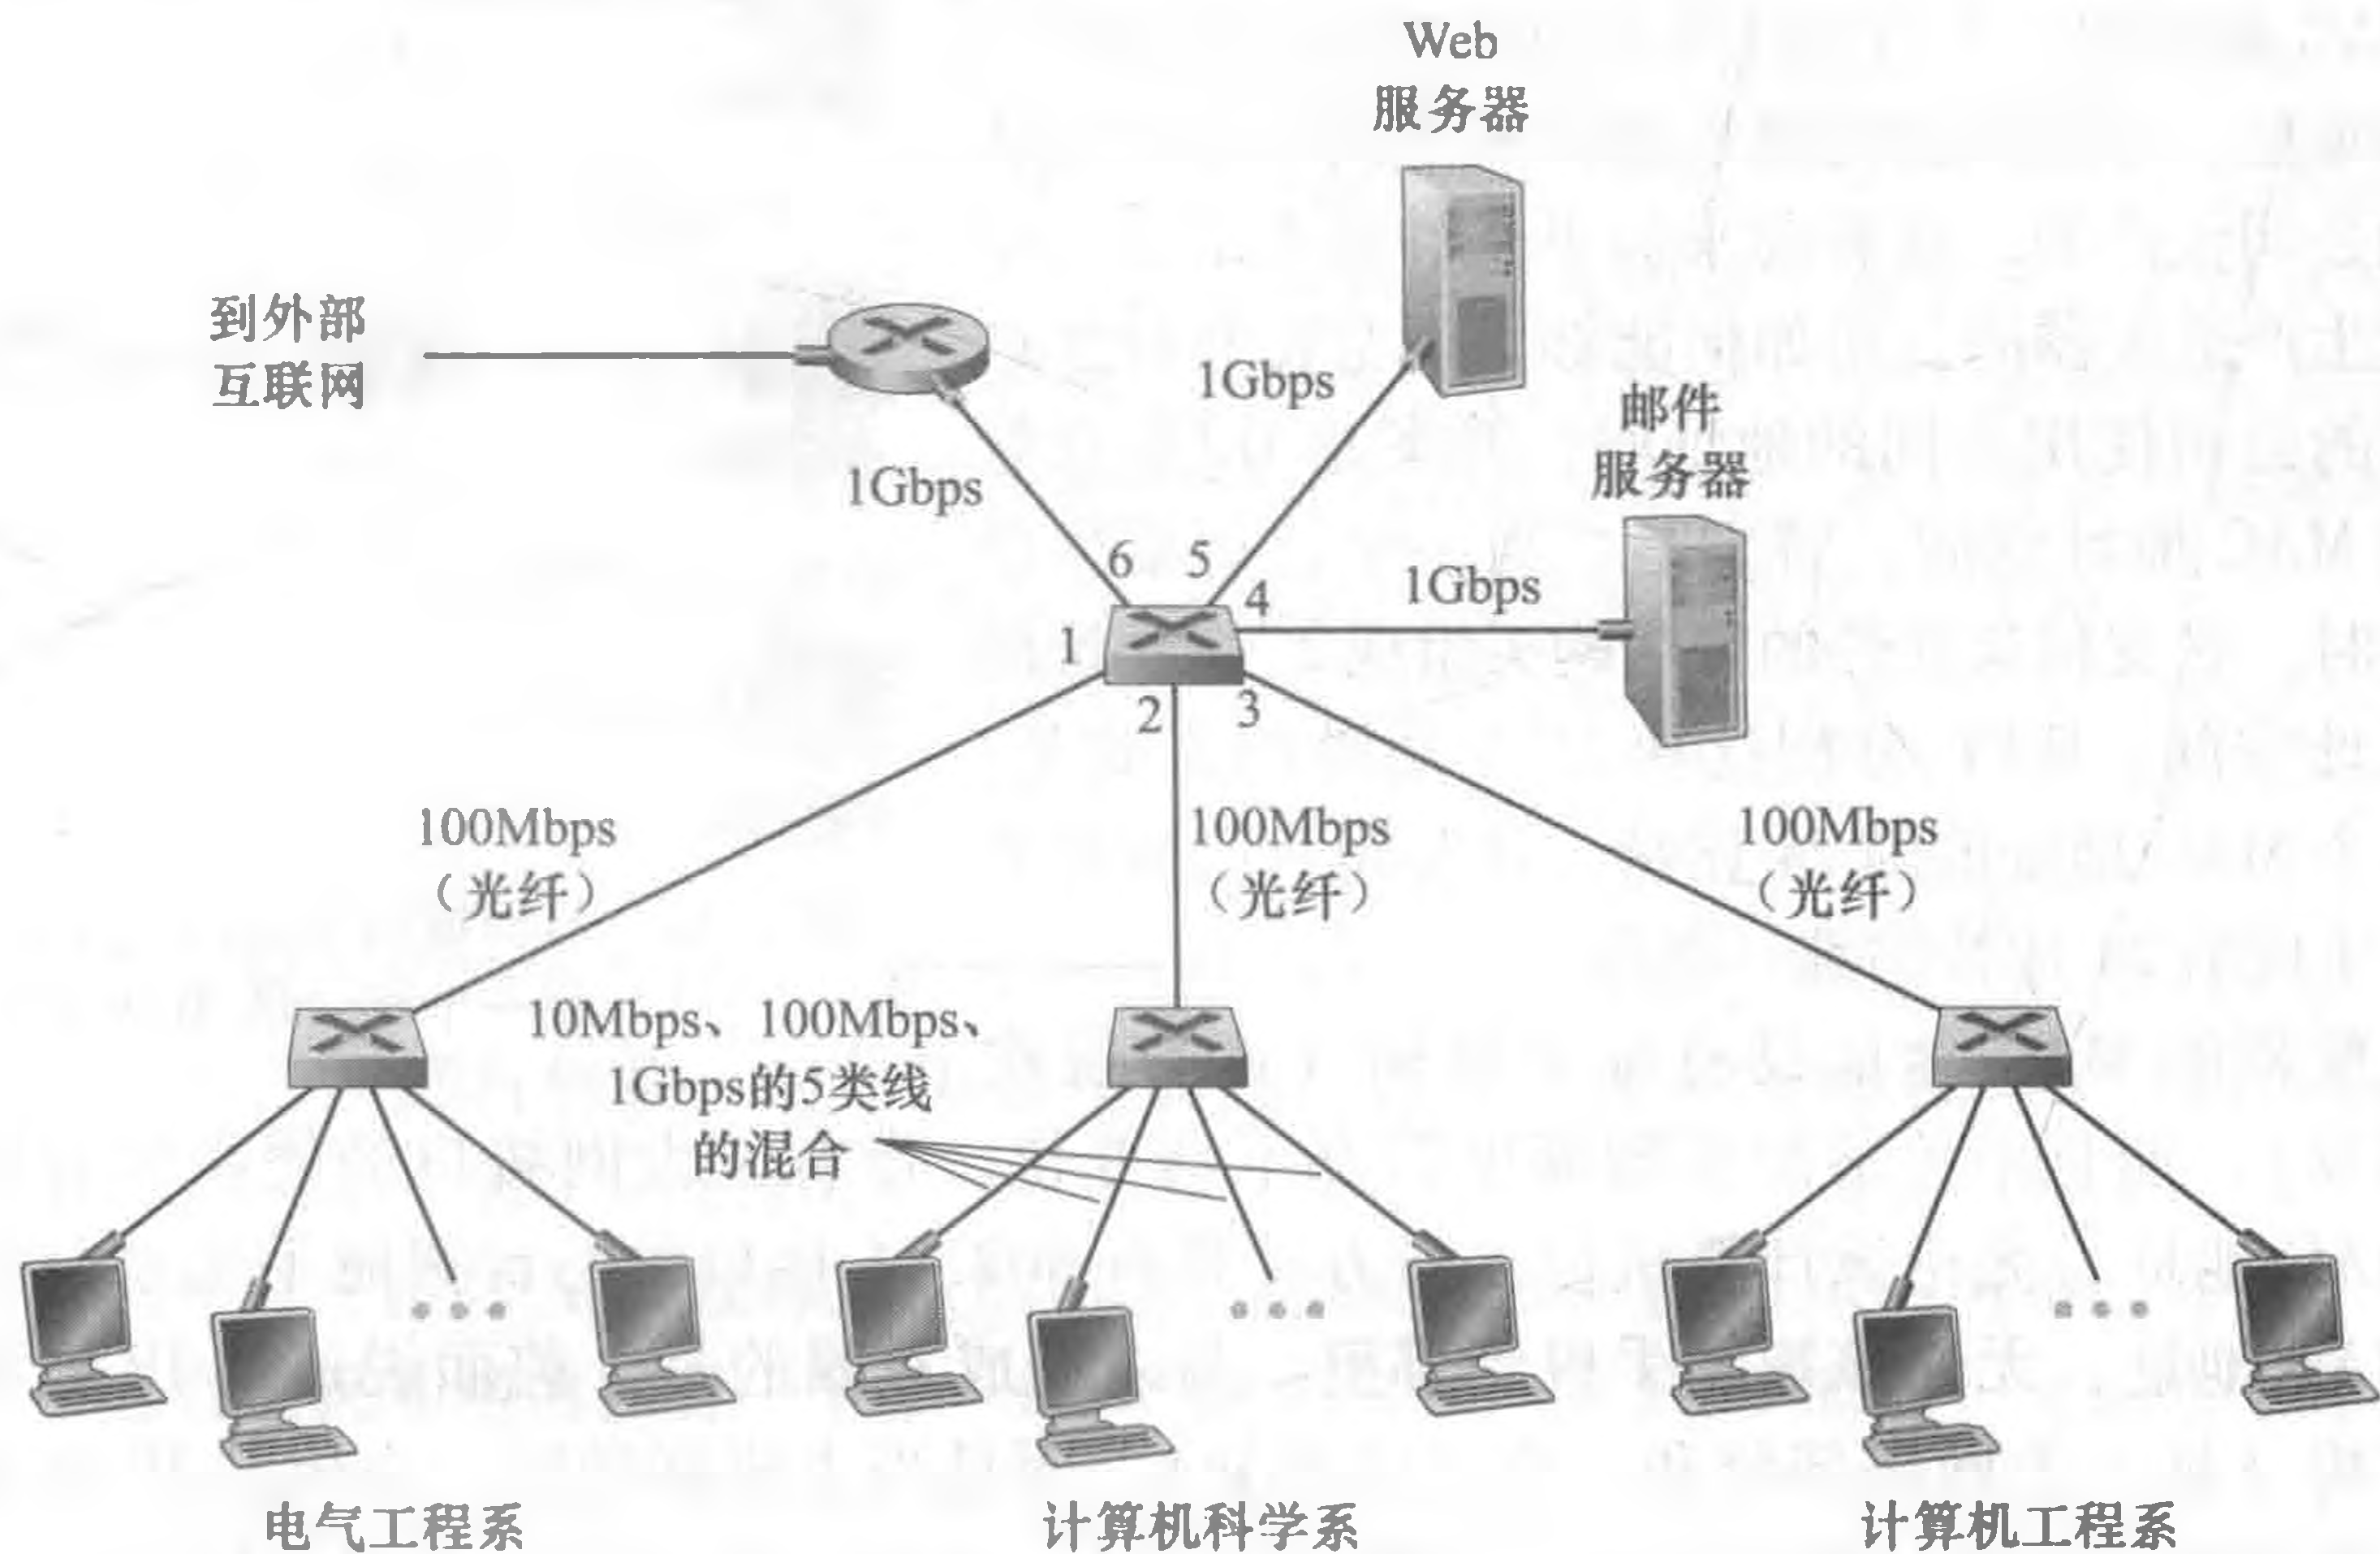 Web
服务器
到外部
互联网
1Gbps
邮件
服务器
1Gbps
6
5
4
1Gbps
1
2
3
100Mbps
（光纤）
100Mbps
（光纤）
100Mbps
（光纤）
10Mbps、100Mbps、
1Gbps的5类线
的混合
电气工程系
计算机科学系
计算机工程系